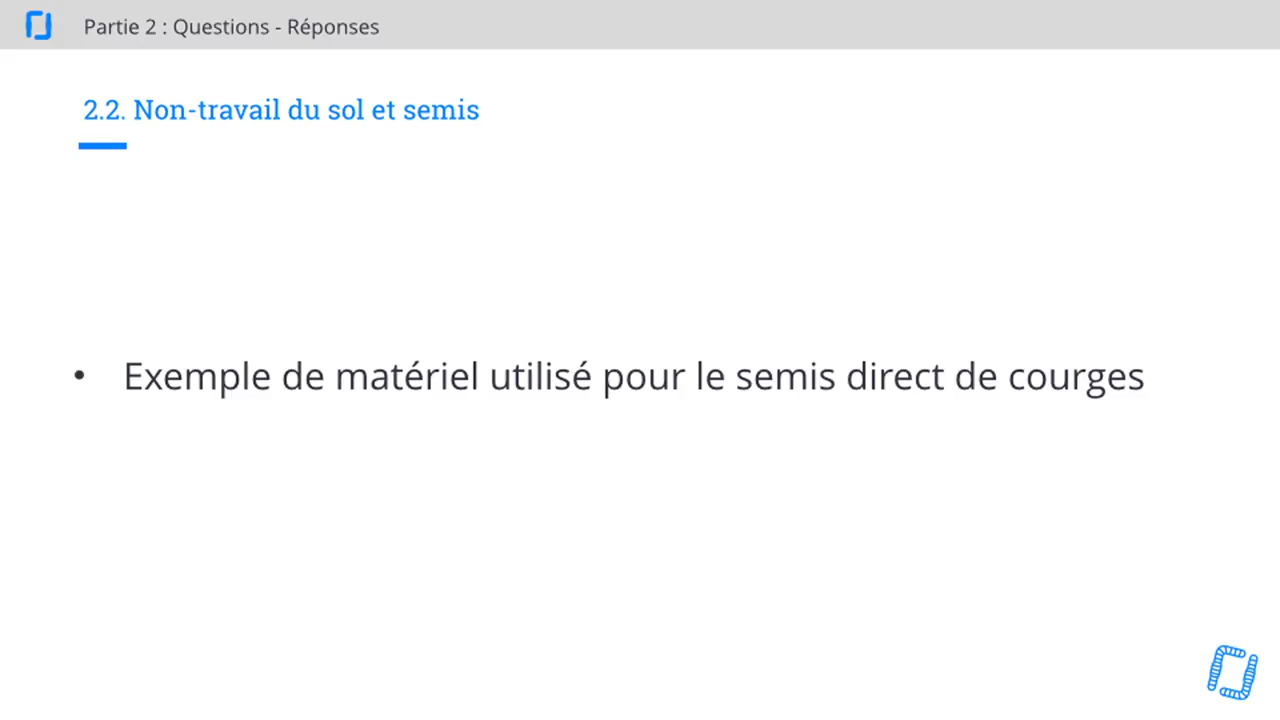 Partie 2 : Questions - Réponses
2.2. Non-travail du sol et semis
• Exemple de matériel utilisé pour le semis direct de courges